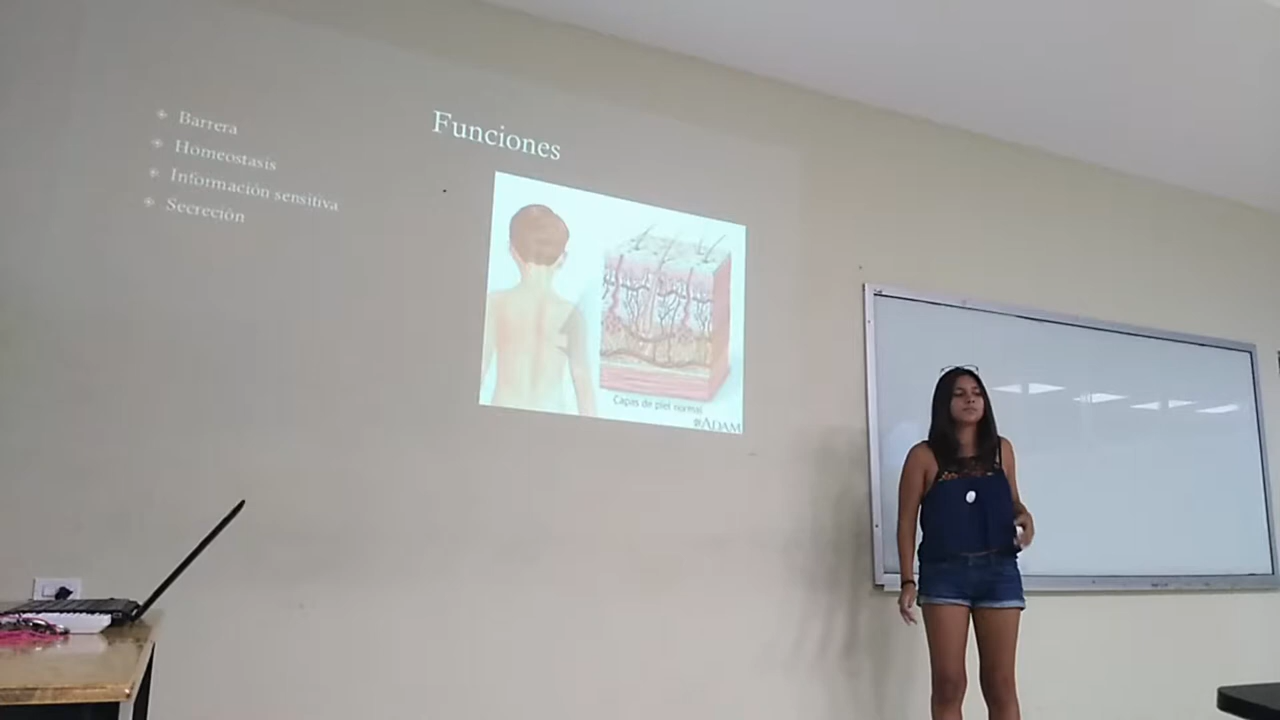 Funciones
Barrera
Homeostasis
Información sensitiva
Secreción
Capas de piel normal
ADAM